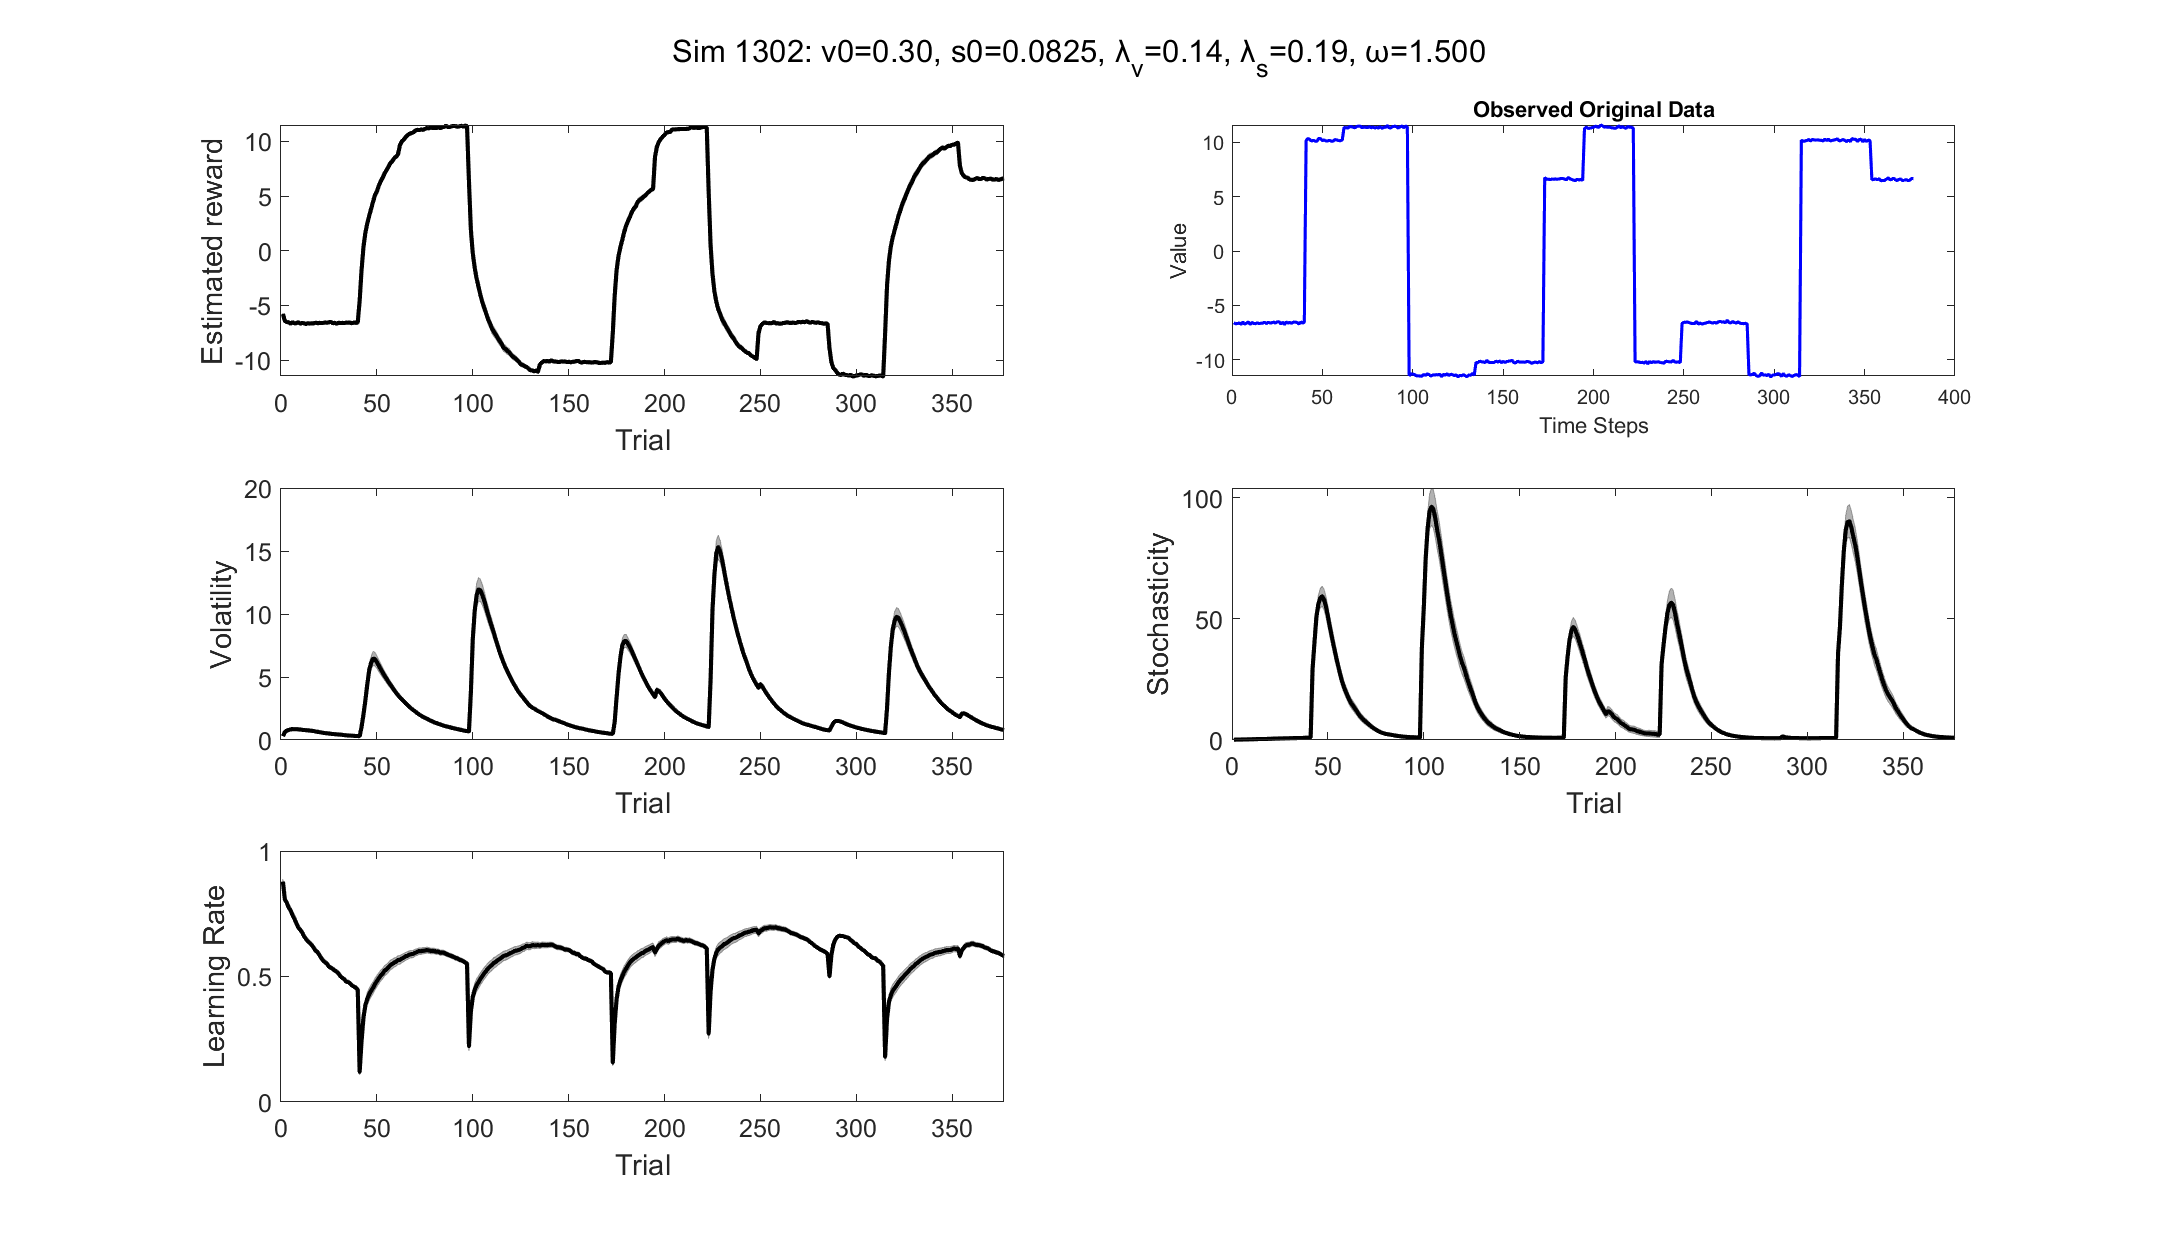 Sim 1302: v0=0.30, s0=0.0825, λv=0.14, λs=0.19, ω=1.500
Estimated reward
10
5
0
-5
-10
0 50 100 150 200 250 300 350
Trial
Observed Original Data
Value
10
5
0
-5
-10
0 50 100 150 200 250 300 350 400
Time Steps
Volatility
20
15
10
5
0
0 50 100 150 200 250 300 350
Trial
Stochasticity
100
50
0
0 50 100 150 200 250 300 350
Trial
Learning Rate
1
0.5
0
0 50 100 150 200 250 300 350
Trial